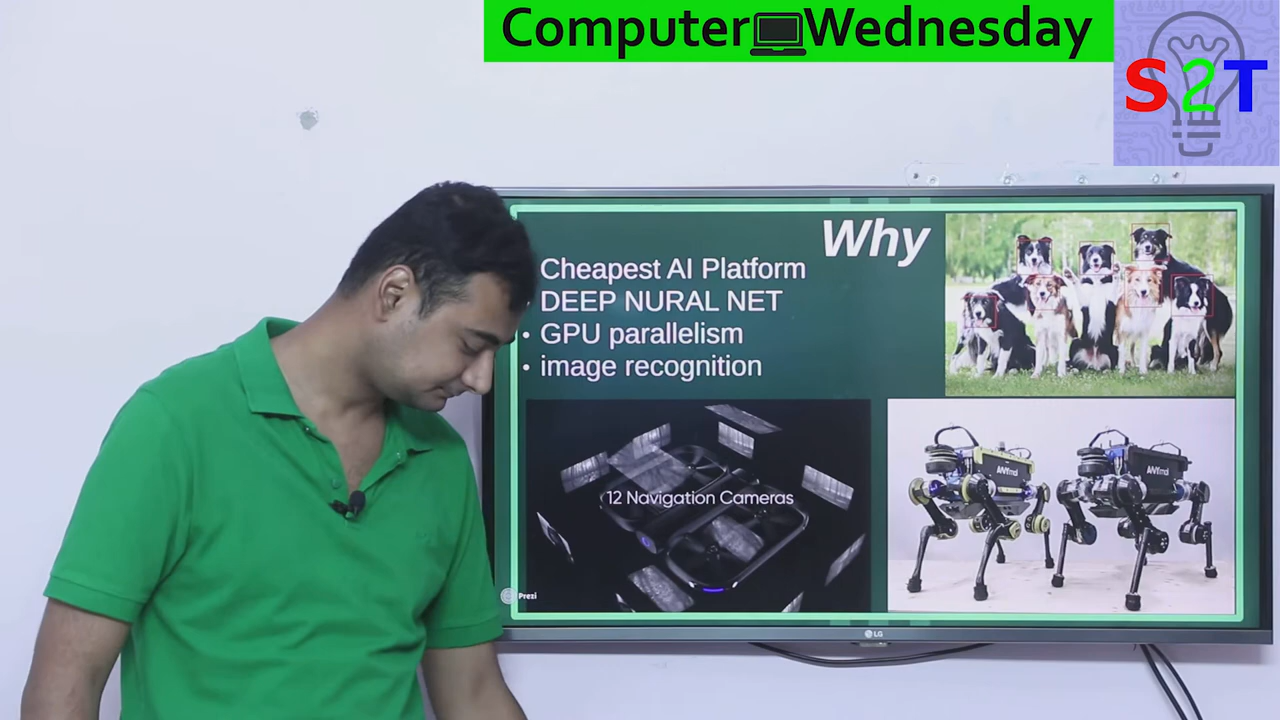 Computer Wednesday
S2T
Why
Cheapest AI Platform
DEEP NURAL NET
• GPU parallelism
• image recognition
12 Navigation Cameras
ANYmal
ANYmal
Prezi
LG